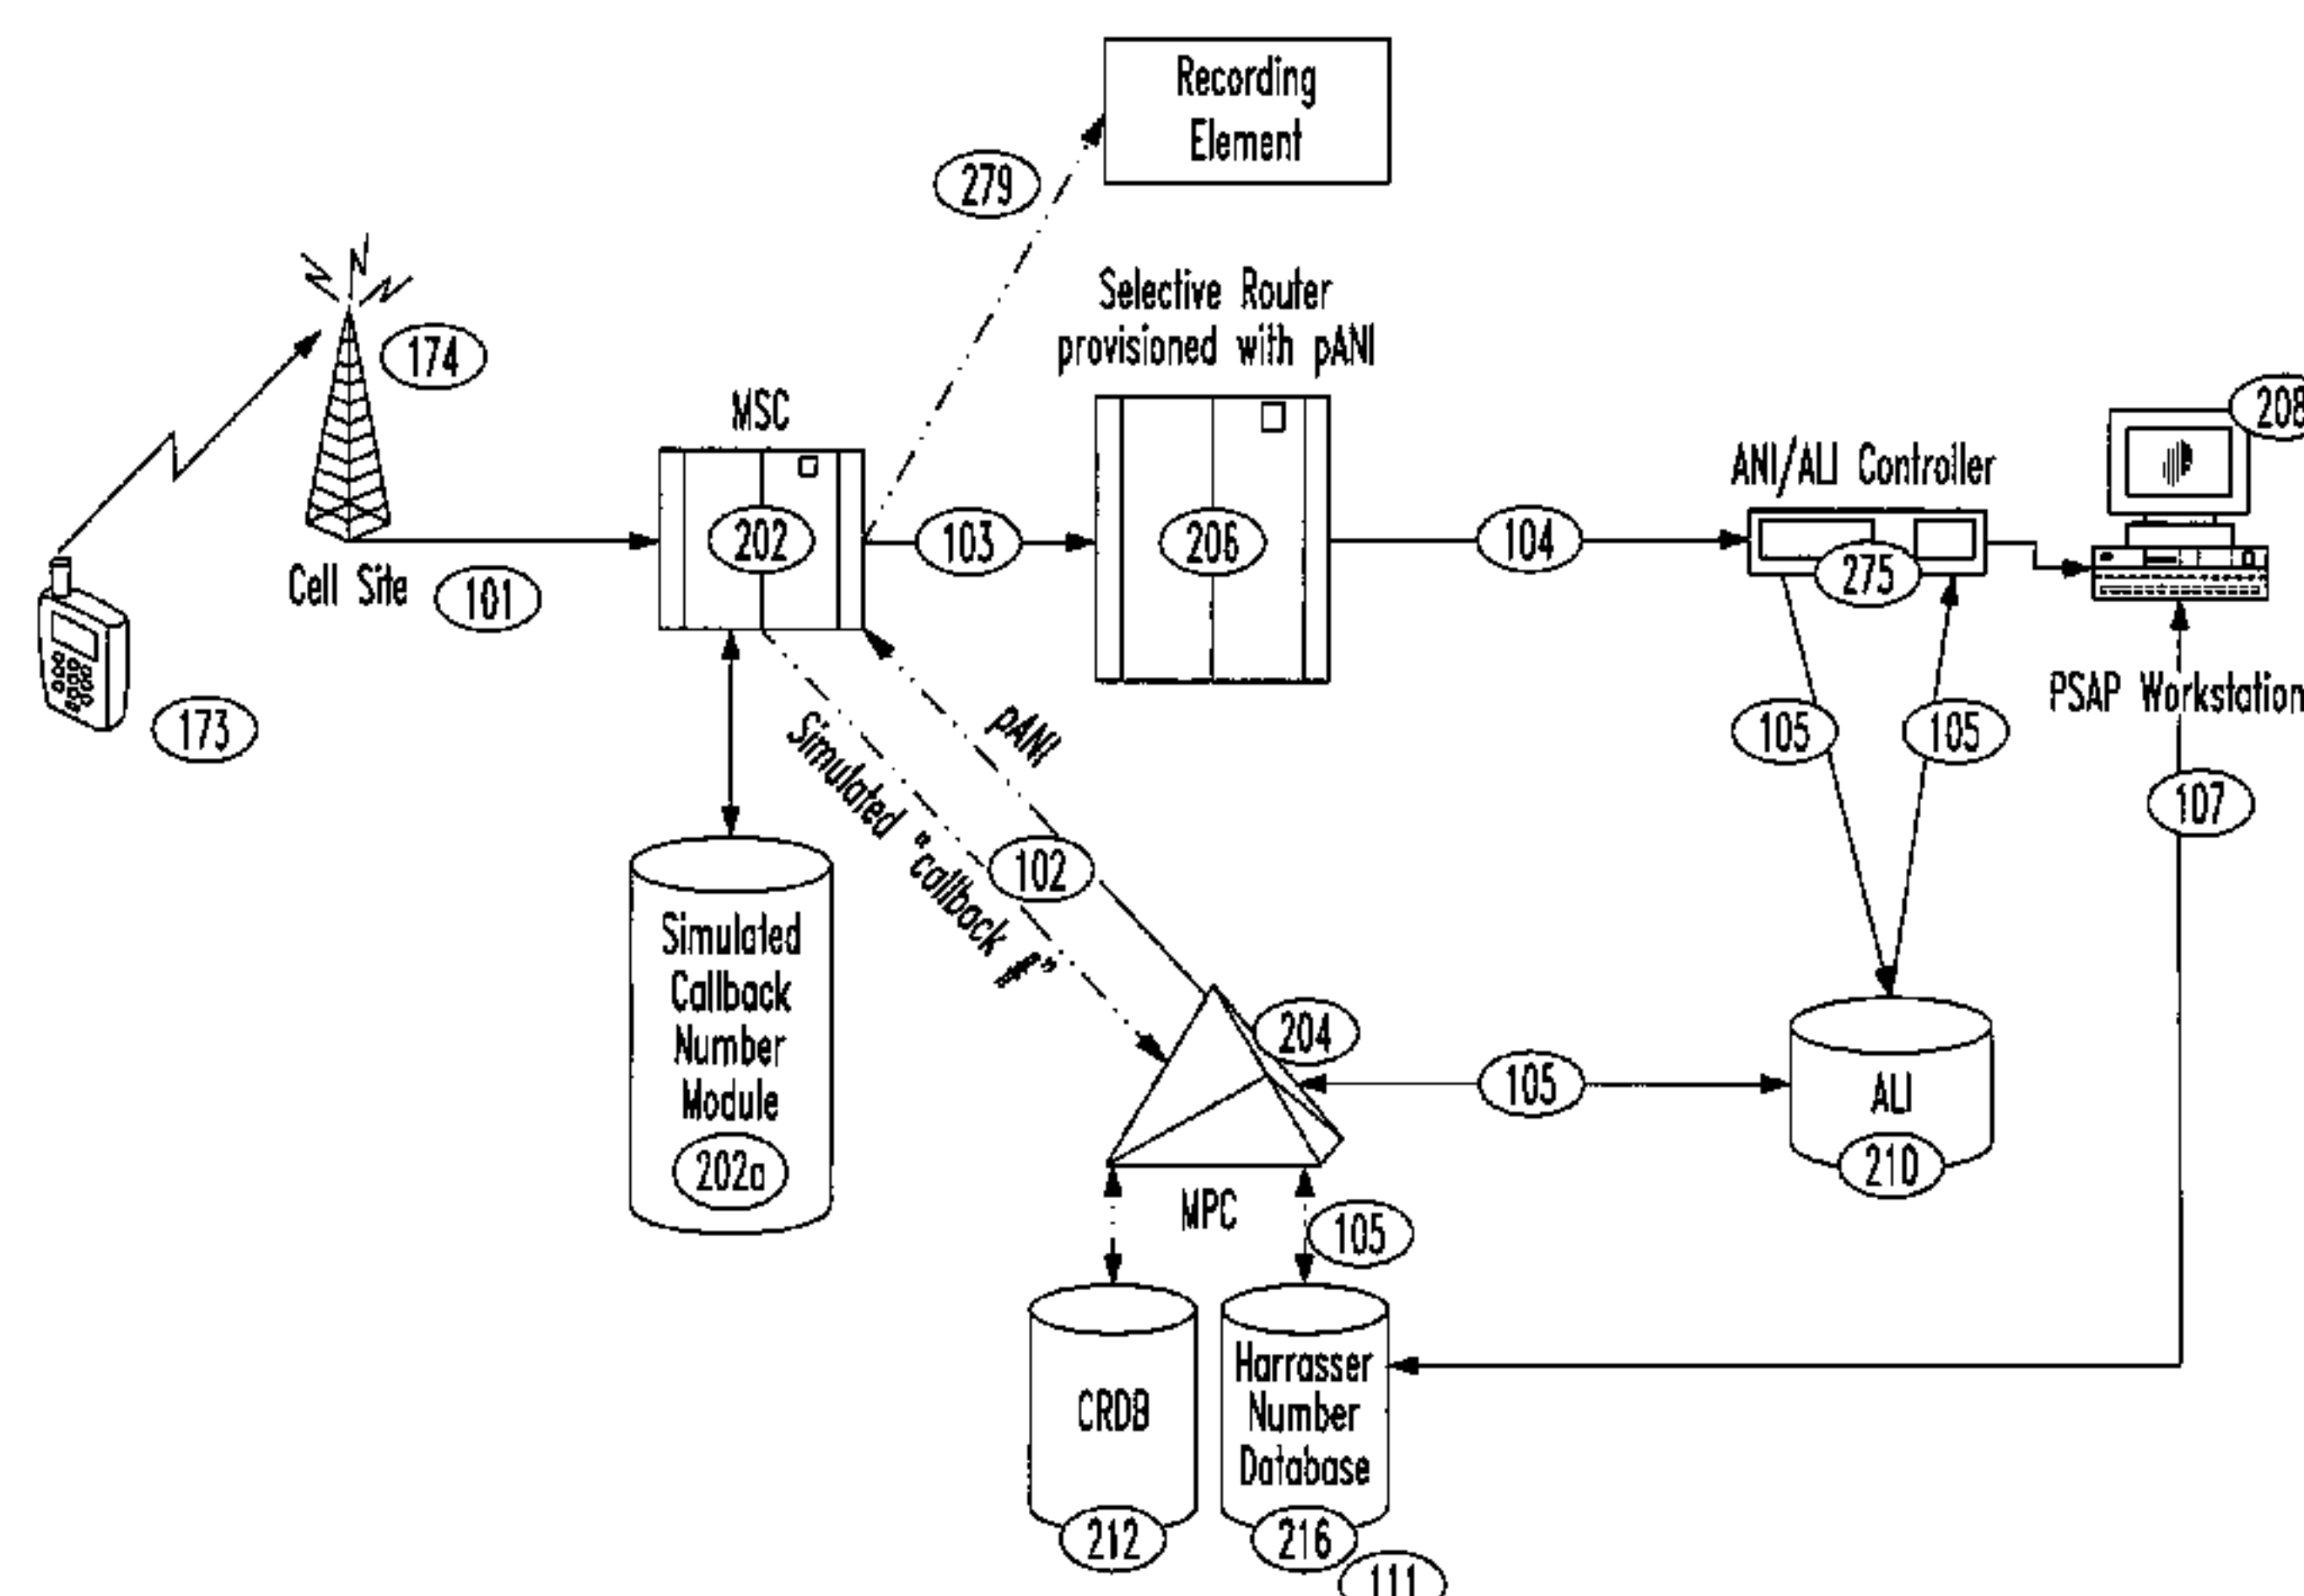 Recording
Element
279
Selective Router
provisioned with pANI
174
MSC
208
ANI/ALI Controller
202
103
206
104
275
Cell Site
101
173
PSAP Workstation
pANI
105
105
107
Simulated "callback #"
102
Simulated
Callback
Number
Module
202a
204
105
ALI
210
MPC
105
CRDB
Harrasser
Number
Database
212
216
111